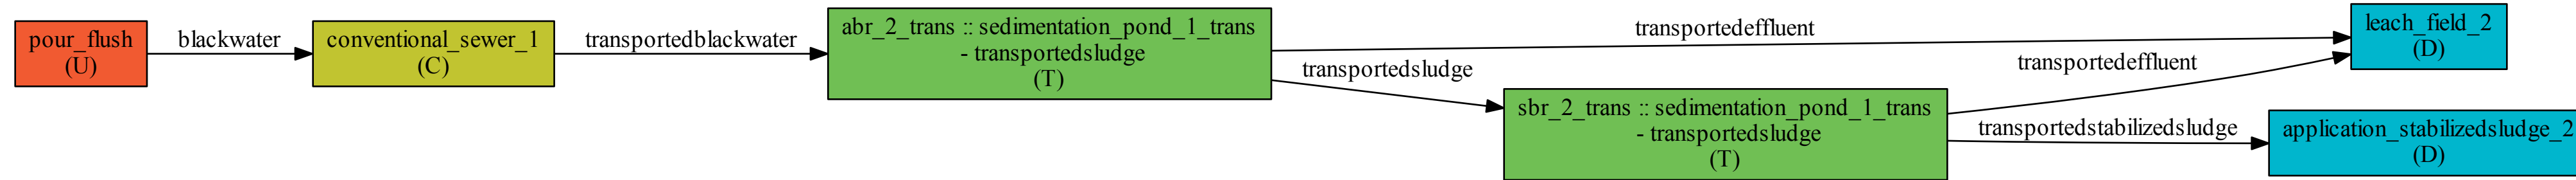 pour_flush
(U)
blackwater
conventional_sewer_1
(C)
transportedblackwater
abr_2_trans :: sedimentation_pond_1_trans
- transportedsludge
(T)
transportedeffluent
transportedsludge
sbr_2_trans :: sedimentation_pond_1_trans
- transportedsludge
(T)
transportedeffluent
transportedstabilizedsludge
leach_field_2
(D)
application_stabilizedsludge_2
(D)